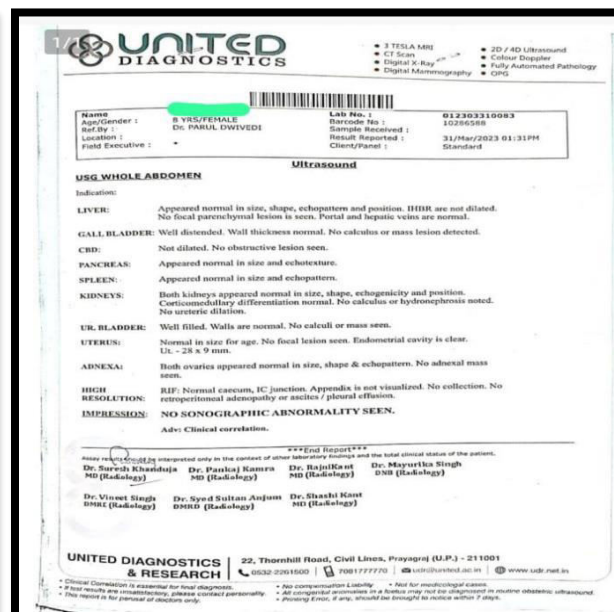 1/1
UNITED
DIAGNOSTICS
• 3 TESLA MRI
• CT Scan
• Digital X-Ray
• Digital Mammography
• 2D / 4D Ultrasound
• Colour Doppler
• Fully Automated Pathology
• OPG
Name
Age/Gender : 8 YRS/FEMALE
Ref.By : Dr. PARUL DWIVEDI
Location :
Field Executive : •
Lab No. : 012303310083
Barcode No : 10286588
Sample Received :
Result Reported : 31/Mar/2023 01:31PM
Client/Panel : Standard
Ultrasound
USG WHOLE ABDOMEN
Indication:
LIVER: Appeared normal in size, shape, echopattern and position. IHBR are not dilated.
No focal parenchymal lesion is seen. Portal and hepatic veins are normal.
GALL BLADDER: Well distended. Wall thickness normal. No calculus or mass lesion detected.
CBD: Not dilated. No obstructive lesion seen.
PANCREAS: Appeared normal in size and echotexture.
SPLEEN: Appeared normal in size and echopattern.
KIDNEYS: Both kidneys appeared normal in size, shape, echogenicity and position.
Corticomedullary differentiation normal. No calculus or hydronephrosis noted.
No ureteric dilation.
UR. BLADDER: Well filled. Walls are normal. No calculi or mass seen.
UTERUS: Normal in size for age. No focal lesion seen. Endometrial cavity is clear.
Ut. - 28 x 9 mm.
ADNEXA: Both ovaries appeared normal in size, shape & echopattern. No adnexal mass
seen.
HIGH RESOLUTION: RIF: Normal caecum, IC junction. Appendix is not visualized. No collection. No
retroperitoneal adenopathy or ascites / pleural effusion.
IMPRESSION: NO SONOGRAPHIC ABNORMALITY SEEN.
Adv: Clinical correlation.
***End Report***
Assay results should be interpreted only in the context of other laboratory findings and the total clinical status of the patient.
Dr. Suresh Khanduja Dr. Pankaj Kamra Dr. RajniKant Dr. Mayurika Singh
MD (Radiology) MD (Radiology) MD (Radiology) DNB (Radiology)
Dr. Vineet Singh Dr. Syed Sultan Anjum Dr. Shashi Kant
DMRE (Radiology) DMRD (Radiology) MD (Radiology)
UNITED DIAGNOSTICS
& RESEARCH
22, Thornhill Road, Civil Lines, Prayagraj (U.P.) - 211001
0532-2261500 | 7081777770 | udr@united.ac.in | www.udr.net.in
• Clinical Correlation is essential for final diagnosis.
• If test results are unsatisfactory, please contact personally.
• This report is for perusal of doctors only.
• No compensation Liability • Not for medicolegal cases.
• All congenital anomalies in a foetus may not be diagnosed in routine obstetric ultrasound.
• Printing Error, if any, should be brought to notice within 7 days.